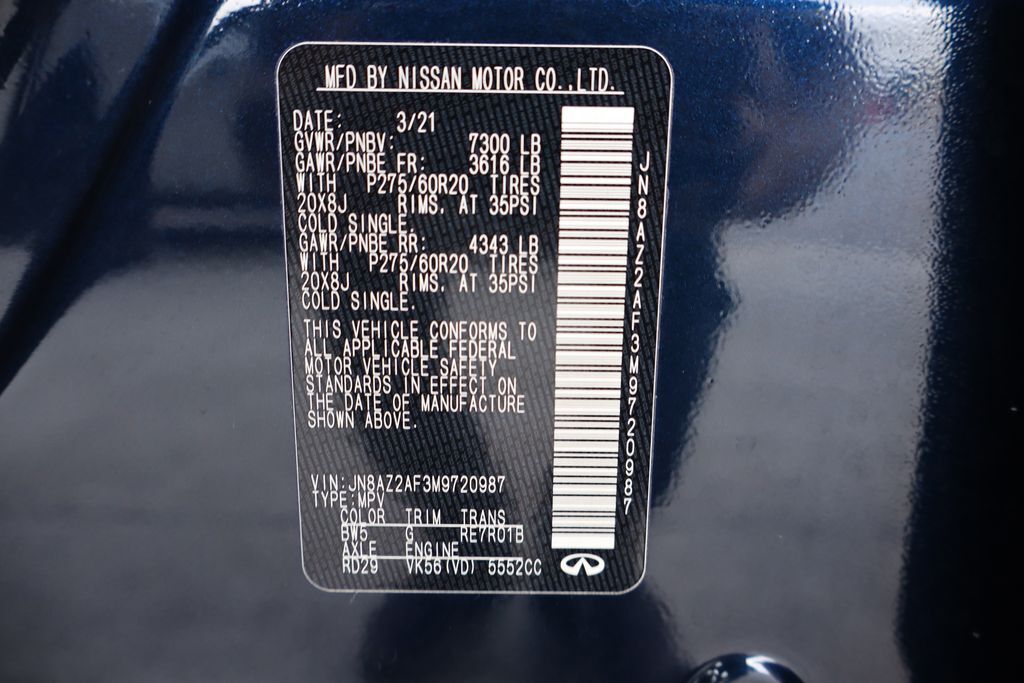 MFD BY NISSAN MOTOR CO.,LTD.
DATE: 3/21
GVWR/PNBV: 7300 LB
GAWR/PNBE FR: 3616 LB
WITH P275/60R20 TIRES
20X8J RIMS. AT 35PSI
COLD SINGLE.
GAWR/PNBE RR: 4343 LB
WITH P275/60R20 TIRES
20X8J RIMS. AT 35PSI
COLD SINGLE.
THIS VEHICLE CONFORMS TO
ALL APPLICABLE FEDERAL
MOTOR VEHICLE SAFETY
STANDARDS IN EFFECT ON
THE DATE OF MANUFACTURE
SHOWN ABOVE.
VIN:JN8AZ2AF3M9720987
TYPE:MPV
COLOR TRIM TRANS
BW5 G RE7R01B
AXLE ENGINE
RD29 VK56(VD) 5552CC
JN8AZ2AF3M9720987